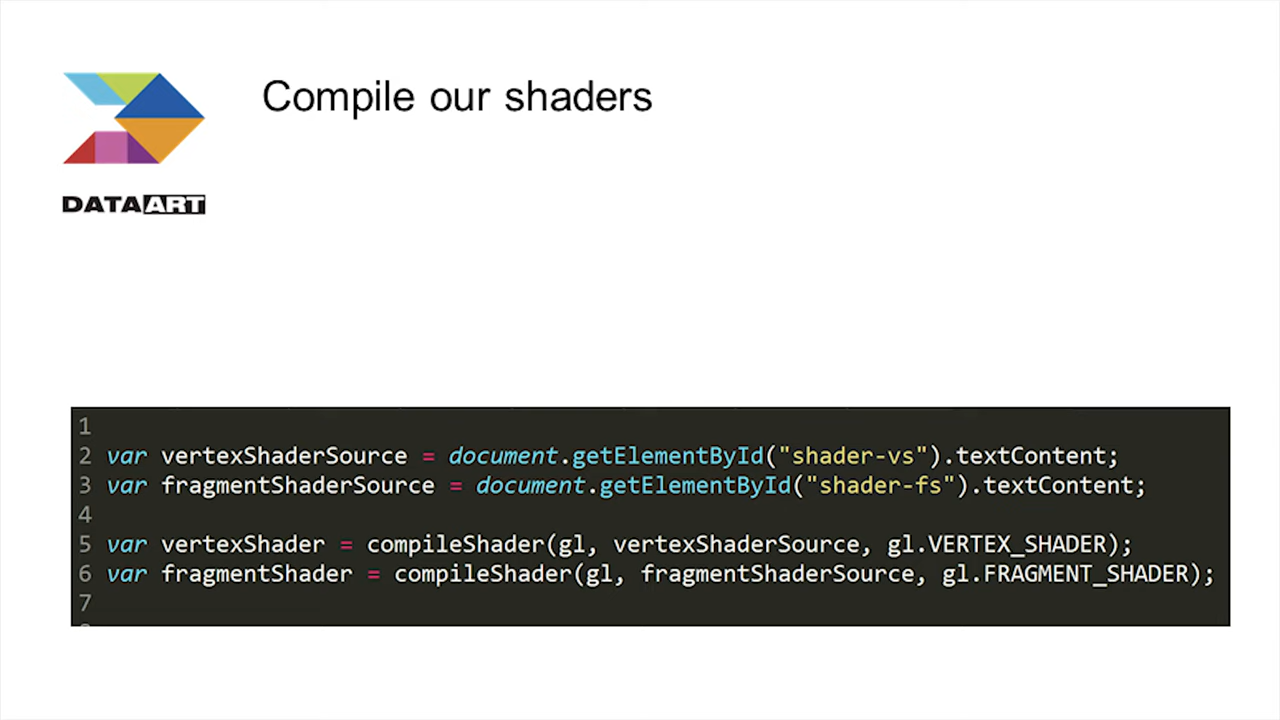 Compile our shaders
DATAART
1
2 var vertexShaderSource = document.getElementById("shader-vs").textContent;
3 var fragmentShaderSource = document.getElementById("shader-fs").textContent;
4
5 var vertexShader = compileShader(gl, vertexShaderSource, gl.VERTEX_SHADER);
6 var fragmentShader = compileShader(gl, fragmentShaderSource, gl.FRAGMENT_SHADER);
7